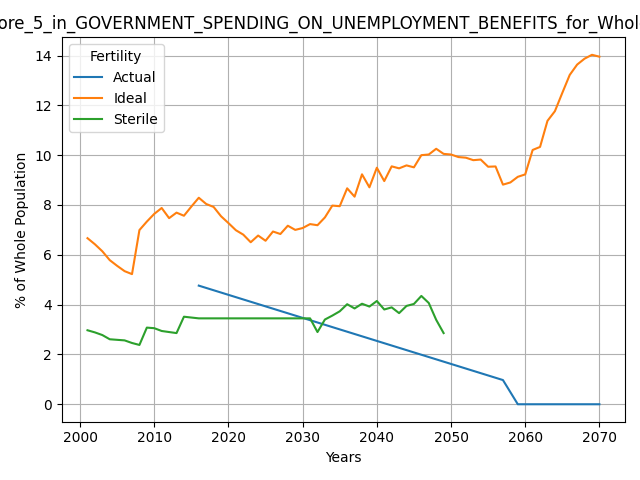 ore_5_in_GOVERNMENT_SPENDING_ON_UNEMPLOYMENT_BENEFITS_for_Whol
Fertility
Actual
Ideal
Sterile
% of Whole Population
14
12
10
8
6
4
2
0
2000 2010 2020 2030 2040 2050 2060 2070
Years